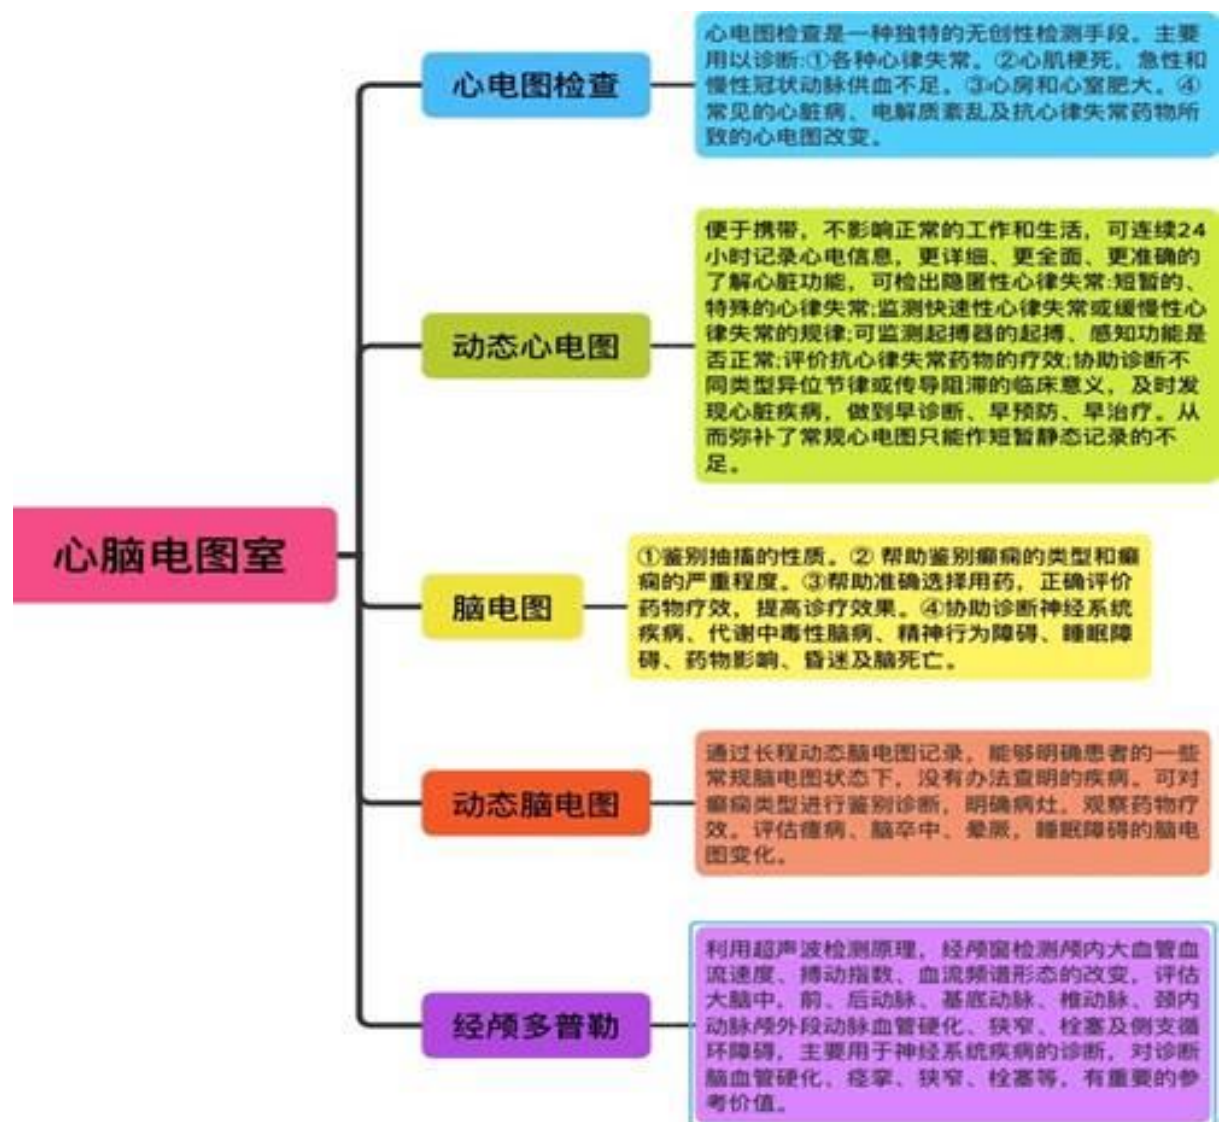 心脑电图室
心电图检查
心电图检查是一种独特的无创性检测手段。主要
用以诊断:①各种心律失常。②心肌梗死，急性和
慢性冠状动脉供血不足。③心房和心室肥大。④
常见的心脏病、电解质紊乱及抗心律失常药物所
致的心电图改变。
动态心电图
便于携带，不影响正常的工作和生活，可连续24
小时记录心电信息，更详细、更全面、更准确的
了解心脏功能，可检出隐匿性心律失常:短暂的、
特殊的心律失常;监测快速性心律失常或缓慢性心
律失常的规律;可监测起搏器的起搏、感知功能是
否正常;评价抗心律失常药物的疗效;协助诊断不
同类型异位节律或传导阻滞的临床意义，及时发
现心脏疾病，做到早诊断、早预防、早治疗。从
而弥补了常规心电图只能作短暂静态记录的不
足。
脑电图
①鉴别抽搐的性质。② 帮助鉴别癫痫的类型和癫
痫的严重程度。③帮助准确选择用药，正确评价
药物疗效，提高诊疗效果。④协助诊断神经系统
疾病、代谢中毒性脑病、精神行为障碍、睡眠障
碍、药物影响、昏迷及脑死亡。
动态脑电图
通过长程动态脑电图记录，能够明确患者的一些
常规脑电图状态下，没有办法查明的疾病。可对
癫痫类型进行鉴别诊断，明确病灶，观察药物疗
效。评估癔病、脑卒中、晕厥，睡眠障碍的脑电
图变化。
经颅多普勒
利用超声波检测原理，经颅窗检测颅内大血管血
流速度、搏动指数、血流频谱形态的改变，评估
大脑中，前、后动脉、基底动脉、椎动脉、颈内
动脉颅外段动脉血管硬化、狭窄、栓塞及侧支循
环障碍，主要用于神经系统疾病的诊断，对诊断
脑血管硬化，痉挛、狭窄、栓塞等，有重要的参
考价值。